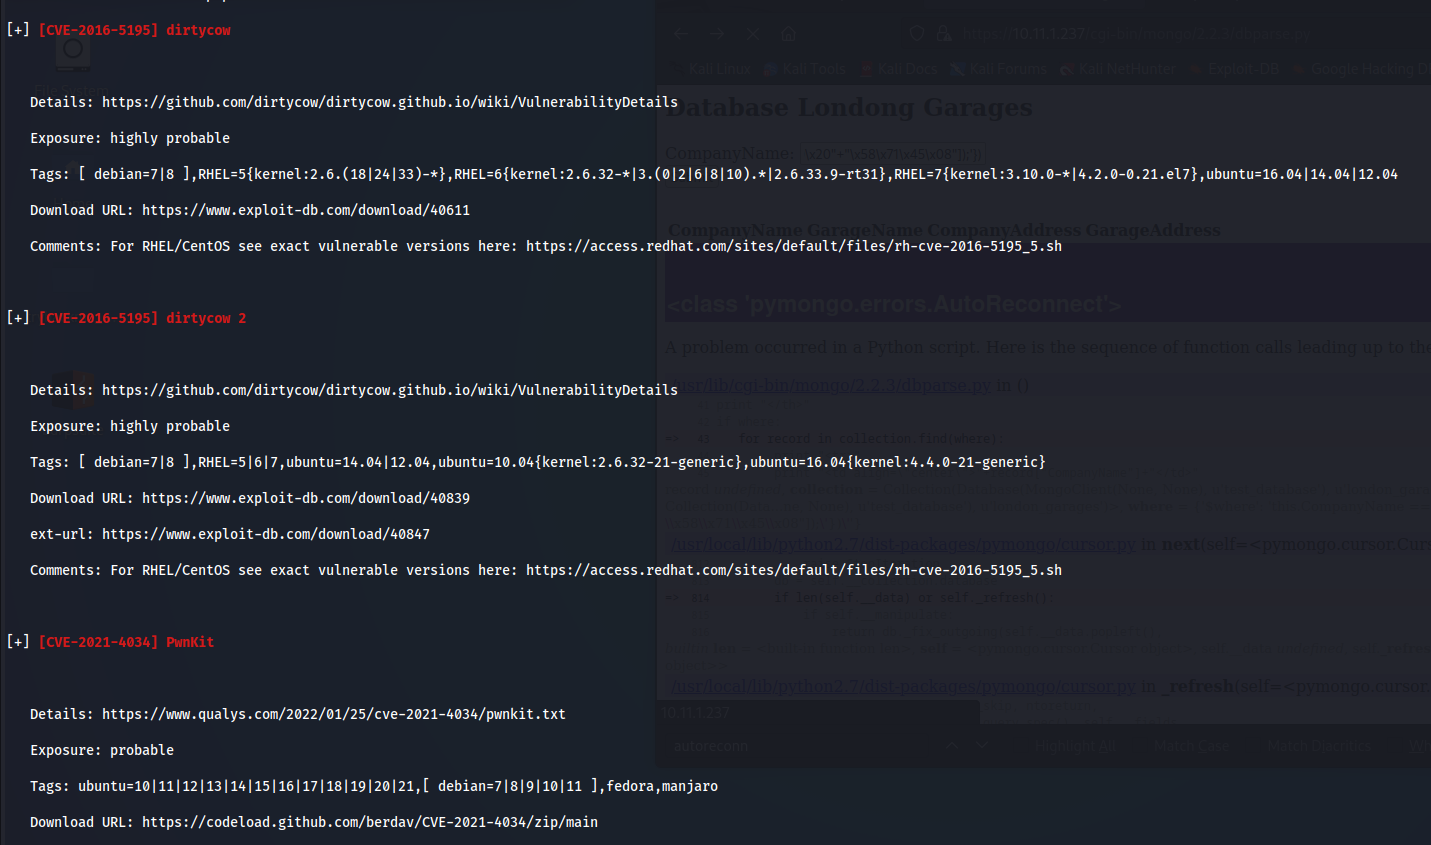 [+] [CVE-2016-5195] dirtycow
Details: https://github.com/dirtycow/dirtycow.github.io/wiki/VulnerabilityDetails
Exposure: highly probable
Tags: [ debian=7|8 ],RHEL=5{kernel:2.6.(18|24|33)-*},RHEL=6{kernel:2.6.32-*|3.(0|2|6|8|10).*|2.6.33.9-rt31},RHEL=7{kernel:3.10.0-*|4.2.0-0.21.el7},ubuntu=16.04|14.04|12.04
Download URL: https://www.exploit-db.com/download/40611
Comments: For RHEL/CentOS see exact vulnerable versions here: https://access.redhat.com/sites/default/files/rh-cve-2016-5195_5.sh
[+] [CVE-2016-5195] dirtycow 2
Details: https://github.com/dirtycow/dirtycow.github.io/wiki/VulnerabilityDetails
Exposure: highly probable
Tags: [ debian=7|8 ],RHEL=5|6|7,ubuntu=14.04|12.04,ubuntu=10.04{kernel:2.6.32-21-generic},ubuntu=16.04{kernel:4.4.0-21-generic}
Download URL: https://www.exploit-db.com/download/40839
ext-url: https://www.exploit-db.com/download/40847
Comments: For RHEL/CentOS see exact vulnerable versions here: https://access.redhat.com/sites/default/files/rh-cve-2016-5195_5.sh
[+] [CVE-2021-4034] PwnKit
Details: https://www.qualys.com/2022/01/25/cve-2021-4034/pwnkit.txt
Exposure: probable
Tags: ubuntu=10|11|12|13|14|15|16|17|18|19|20|21,[ debian=7|8|9|10|11 ],fedora,manjaro
Download URL: https://codeload.github.com/berdav/CVE-2021-4034/zip/main
Kali Linux Kali Tools Kali Docs Kali Forums Kali NetHunter Exploit-DB Google Hacking
Database Londong Garages
CompanyName:
CompanyName GarageName CompanyAddress GarageAddress
<class 'pymongo.errors.AutoReconnect'>
A problem occurred in a Python script. Here is the sequence of function calls leading up to the
/usr/lib/cgi-bin/mongo/2.2.3/dbparse.py in ()
=> 43 for record in collection.find(where):
/usr/local/lib/python2.7/dist-packages/pymongo/cursor.py in next(self=<pymongo.cursor.Cur
=> 814 if len(self.__data) or self._refresh():
/usr/local/lib/python2.7/dist-packages/pymongo/cursor.py in _refresh(self=<pymongo.cursor.
10.11.1.237
autoreconn
Highlight All Match Case Match Diacritics